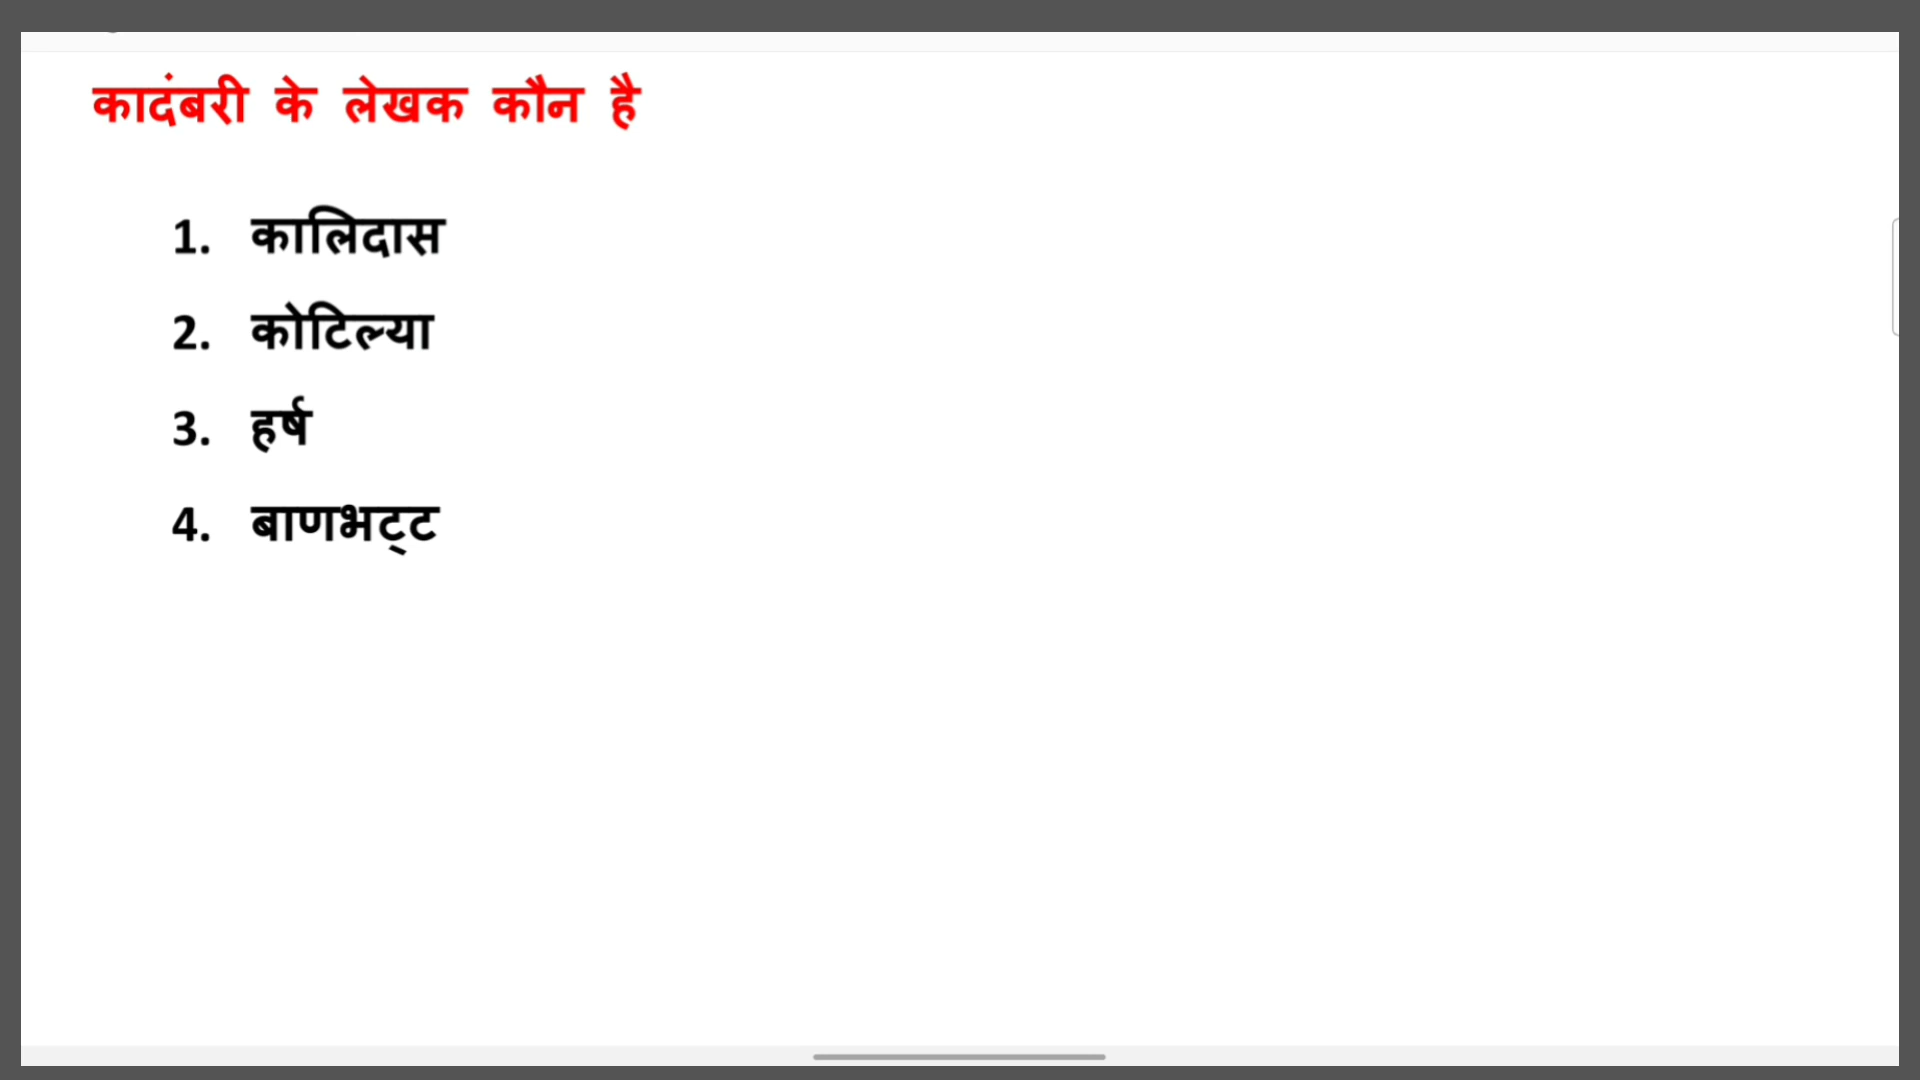 कादंबरी के लेखक कौन है
1. कालिदास
2. कोटिल्या
3. हर्ष
4. बाणभट्ट